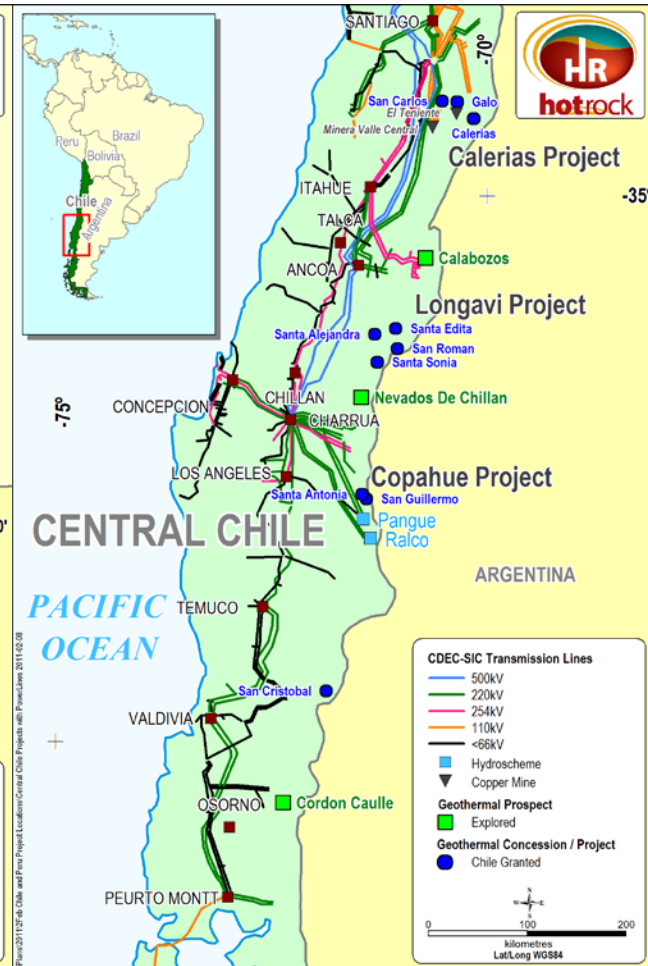 Peru
Brazil
Bolivia
Chile
Argentina
SANTIAGO
-70°
HR
hotrock
San Carlos
Galo
El Teniente
Minera Valle Central
Calerias
Calerias Project
ITAHUE
-35°
TALCA
ANCOA
Calabozos
Longavi Project
Santa Alejandra
Santa Edita
San Roman
Santa Sonia
-75°
CONCEPCION
CHILLAN
Nevados De Chillan
CHARRUA
LOS ANGELES
Copahue Project
Santa Antonia
San Guillermo
CENTRAL CHILE
Pangue
Ralco
ARGENTINA
PACIFIC
OCEAN
TEMUCO
San Cristobal
VALDIVIA
OSORNO
Cordon Caulle
PEURTO MONTT
CDEC-SIC Transmission Lines
500kV
220kV
254kV
110kV
<66kV
Hydroscheme
Copper Mine
Geothermal Prospect
Explored
Geothermal Concession / Project
Chile Granted
N
W E
S
0 100 200
kilometres
Lat/Long WGS84